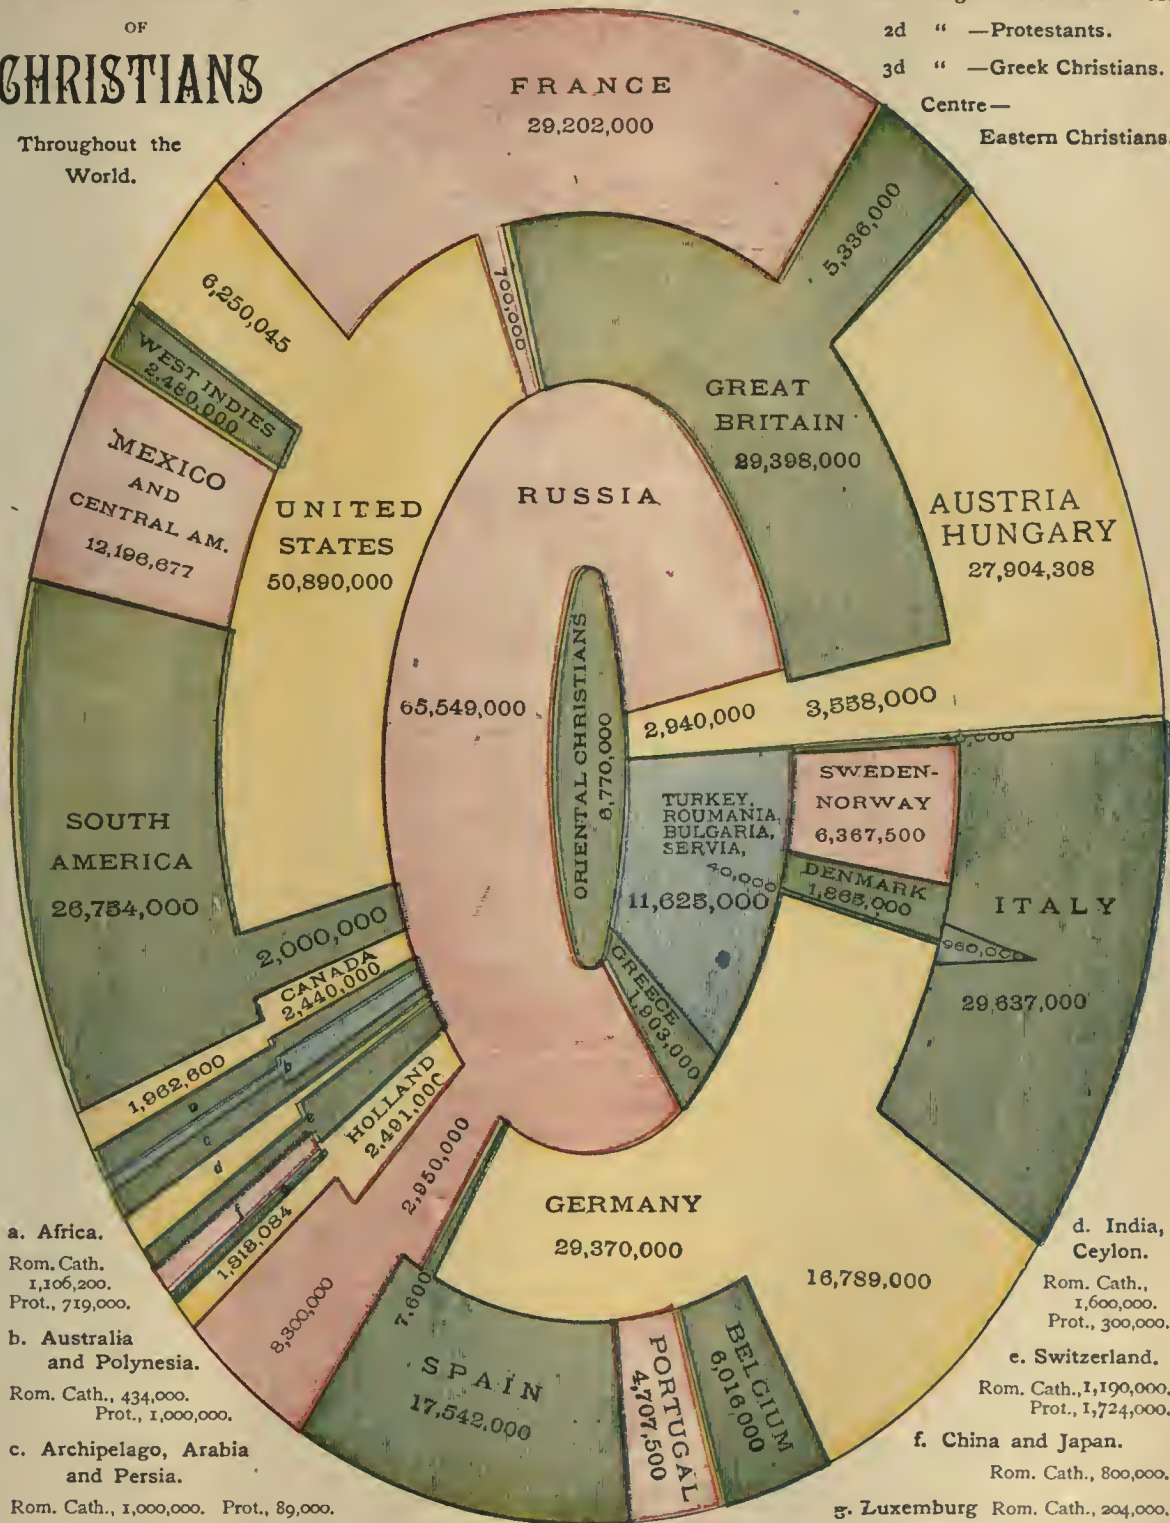 OF
CHRISTIANS
Throughout the
World.
2d “ —Protestants.
3d “ —Greek Christians.
Centre—
Eastern Christians.
FRANCE
29,202,000
5,336,000
6,250,045
700,000
WEST INDIES
2,480,000
GREAT
BRITAIN
29,398,000
MEXICO
AND
CENTRAL AM.
12,196,677
UNITED
STATES
50,890,000
RUSSIA
65,549,000
AUSTRIA
HUNGARY
27,904,308
ORIENTAL CHRISTIANS
6,770,000
2,940,000
3,558,000
SWEDEN-
NORWAY
6,367,500
TURKEY,
ROUMANIA,
BULGARIA,
SERVIA,
40,000
11,625,000
DENMARK
1,865,000
SOUTH
AMERICA
26,754,000
2,000,000
ITALY
960,000
29,637,000
GREECE
1,903,000
CANADA
2,440,000
1,962,600
b
c
d
e
f
HOLLAND
2,491,000
1,818,084
2,950,000
8,300,000
7,600
GERMANY
29,370,000
16,789,000
SPAIN
17,542,000
PORTUGAL
4,707,500
BELGIUM
6,016,000
a. Africa.
Rom. Cath.
1,106,200.
Prot., 719,000.
b. Australia
and Polynesia.
Rom. Cath., 434,000.
Prot., 1,000,000.
c. Archipelago, Arabia
and Persia.
Rom. Cath., 1,000,000. Prot., 89,000.
d. India,
Ceylon.
Rom. Cath.,
1,600,000.
Prot., 300,000.
e. Switzerland.
Rom. Cath., 1,190,000.
Prot., 1,724,000.
f. China and Japan.
Rom. Cath., 800,000.
g. Luxemburg Rom. Cath., 204,000.